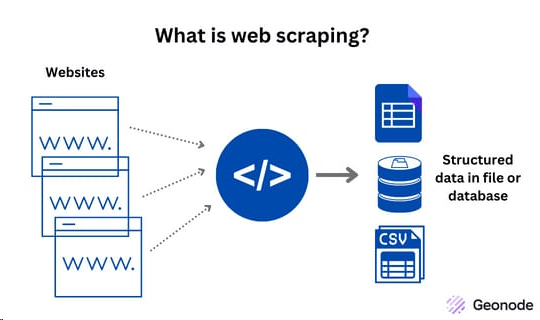 What is web scraping?
Websites
WWW.
WWW.
WWW.
</>
Structured
data in file or
database
CSV
Geonode